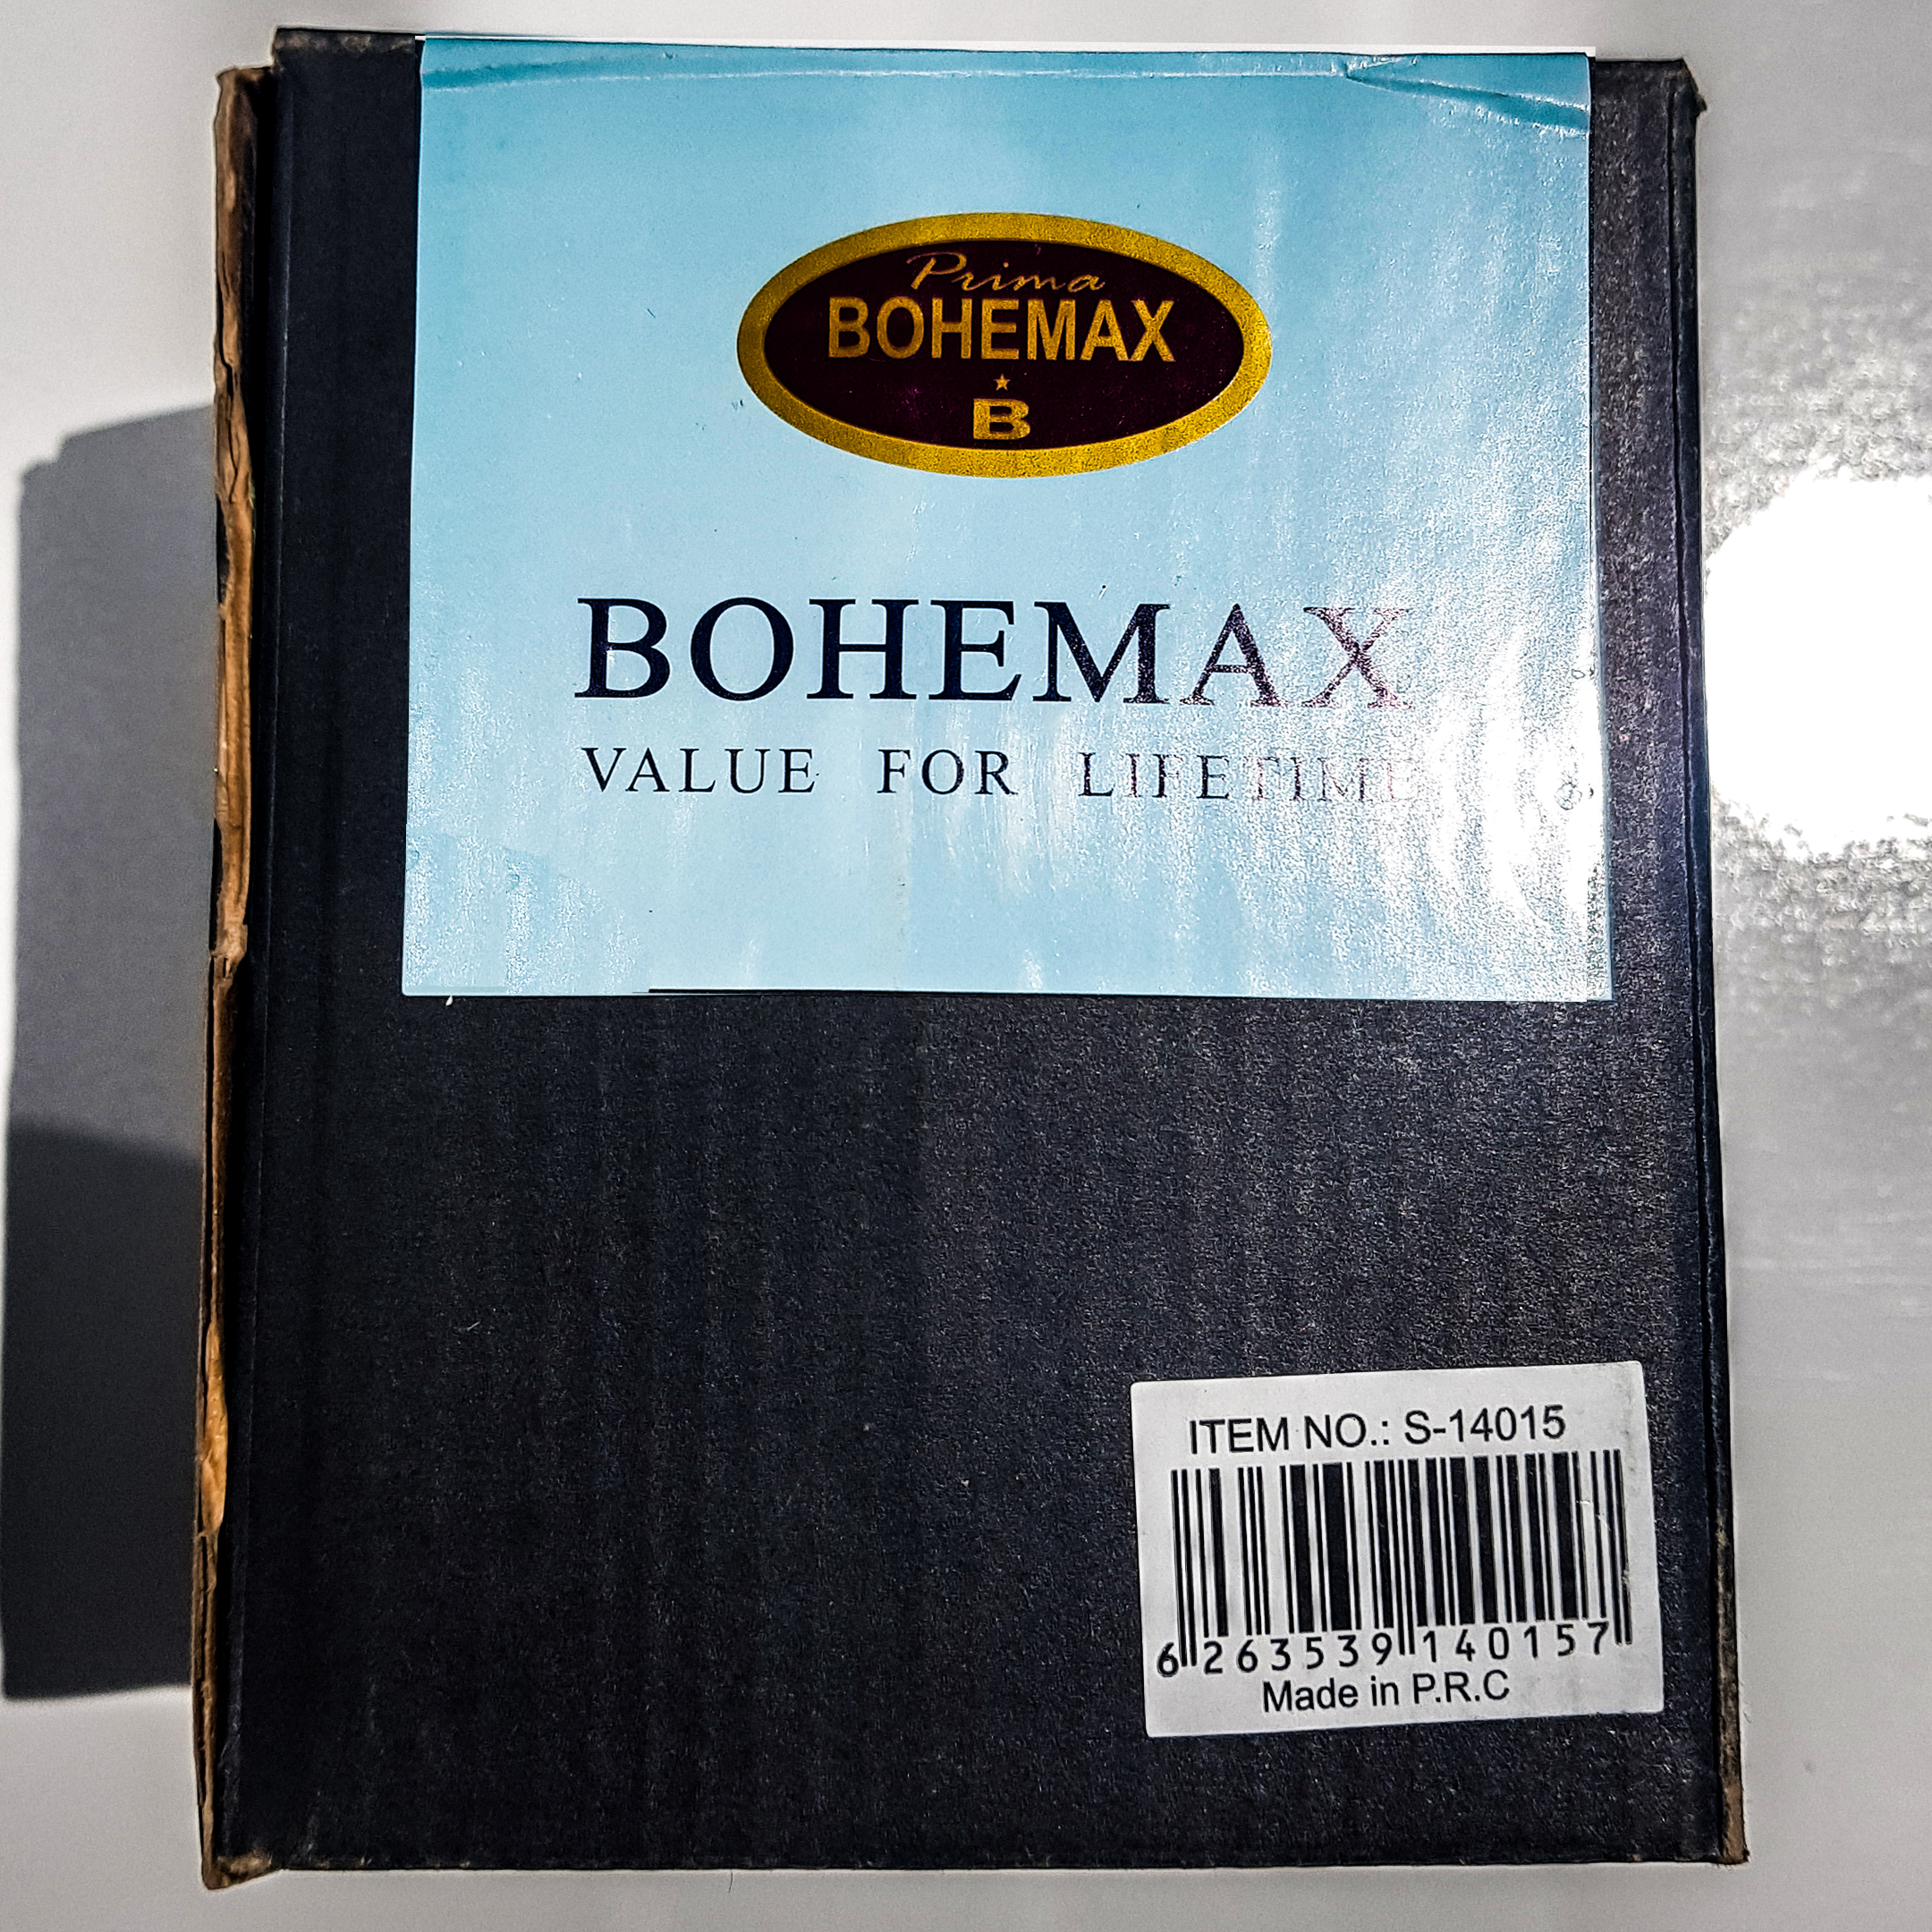 Prima
BOHEMAX
B
BOHEMAX
VALUE FOR LIFETIME
ITEM NO.: S-14015
6 263539 140157
Made in P.R.C